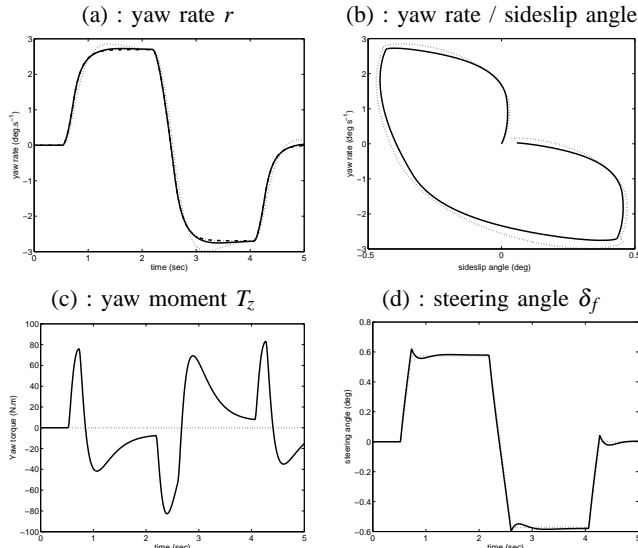 (a) : yaw rate r
(b) : yaw rate / sideslip angle
yaw rate (deg.s−1)
3
2
1
0
−1
−2
−3
0 1 2 3 4 5
time (sec)
yaw rate (deg.s−1)
3
2
1
0
−1
−2
−3
−0.5 0 0.5
sideslip angle (deg)
(c) : yaw moment Tz
(d) : steering angle δf
Yaw torque (N.m)
100
80
60
40
20
0
−20
−40
−60
−80
−100
0 1 2 3 4 5
time (sec)
steering angle (deg)
0.8
0.6
0.4
0.2
0
−0.2
−0.4
−0.6
0 1 2 3 4 5
time (sec)